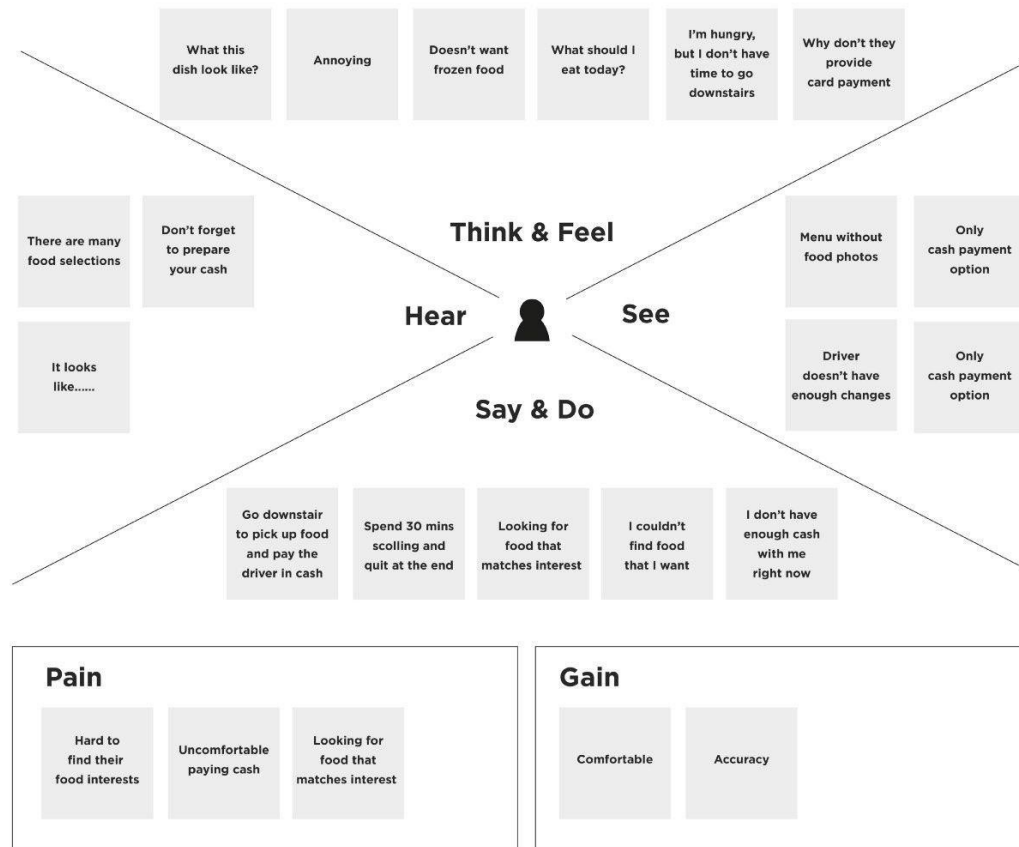 What this
dish look like?
Annoying
Doesn't want
frozen food
What should I
eat today?
I'm hungry,
but I don't have
time to go
downstairs
Why don't they
provide
card payment
Think & Feel
There are many
food selections
Don't forget
to prepare
your cash
It looks
like......
Hear
See
Menu without
food photos
Only
cash payment
option
Driver
doesn't have
enough changes
Only
cash payment
option
Say & Do
Go downstair
to pick up food
and pay the
driver in cash
Spend 30 mins
scolling and
quit at the end
Looking for
food that
matches interest
I couldn't
find food
that I want
I don't have
enough cash
with me
right now
Pain
Hard to
find their
food interests
Uncomfortable
paying cash
Looking for
food that
matches interest
Gain
Comfortable
Accuracy